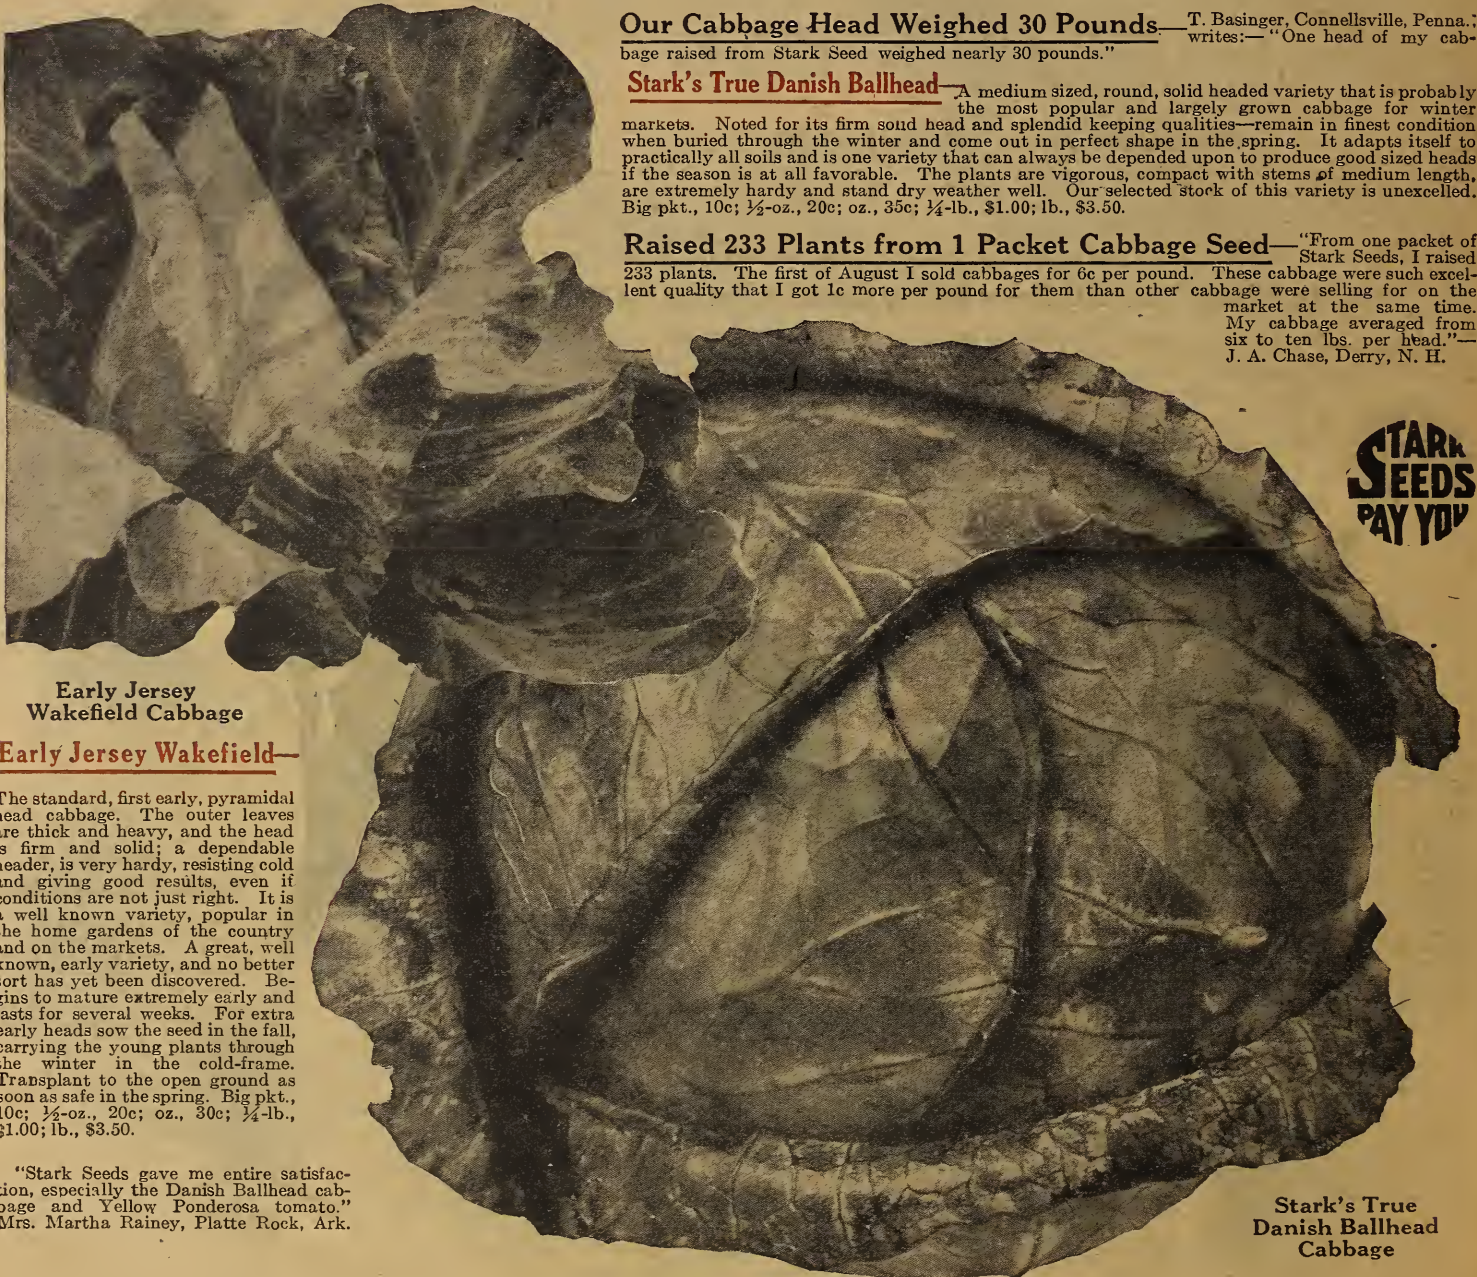 Our Cabbage Head Weighed 30 Pounds—T. Basinger, Connellsville, Penna.,
writes:—"One head of my cab-
bage raised from Stark Seed weighed nearly 30 pounds."
Stark's True Danish Ballhead—A medium sized, round, solid headed variety that is probably
the most popular and largely grown cabbage for winter
markets. Noted for its firm solid head and splendid keeping qualities—remain in finest condition
when buried through the winter and come out in perfect shape in the spring. It adapts itself to
practically all soils and is one variety that can always be depended upon to produce good sized heads
if the season is at all favorable. The plants are vigorous, compact with stems of medium length,
are extremely hardy and stand dry weather well. Our selected stock of this variety is unexcelled.
Big pkt., 10c; ½-oz., 20c; oz., 35c; ¼-lb., $1.00; lb., $3.50.
Raised 233 Plants from 1 Packet Cabbage Seed—"From one packet of
Stark Seeds, I raised
233 plants. The first of August I sold cabbages for 6c per pound. These cabbage were such excel-
lent quality that I got 1c more per pound for them than other cabbage were selling for on the
market at the same time.
My cabbage averaged from
six to ten lbs. per head."—
J. A. Chase, Derry, N. H.
STARK
SEEDS
PAY YOU
Early Jersey
Wakefield Cabbage
Early Jersey Wakefield—
The standard, first early, pyramidal
head cabbage. The outer leaves
are thick and heavy, and the head
is firm and solid; a dependable
header, is very hardy, resisting cold
and giving good results, even if
conditions are not just right. It is
a well known variety, popular in
the home gardens of the country
and on the markets. A great, well
known, early variety, and no better
sort has yet been discovered. Be-
gins to mature extremely early and
lasts for several weeks. For extra
early heads sow the seed in the fall,
carrying the young plants through
the winter in the cold-frame.
Transplant to the open ground as
soon as safe in the spring. Big pkt.,
10c; ½-oz., 20c; oz., 30c; ¼-lb.,
$1.00; lb., $3.50.
"Stark Seeds gave me entire satisfac-
tion, especially the Danish Ballhead cab-
bage and Yellow Ponderosa tomato."
Mrs. Martha Rainey, Platte Rock, Ark.
Stark's True
Danish Ballhead
Cabbage